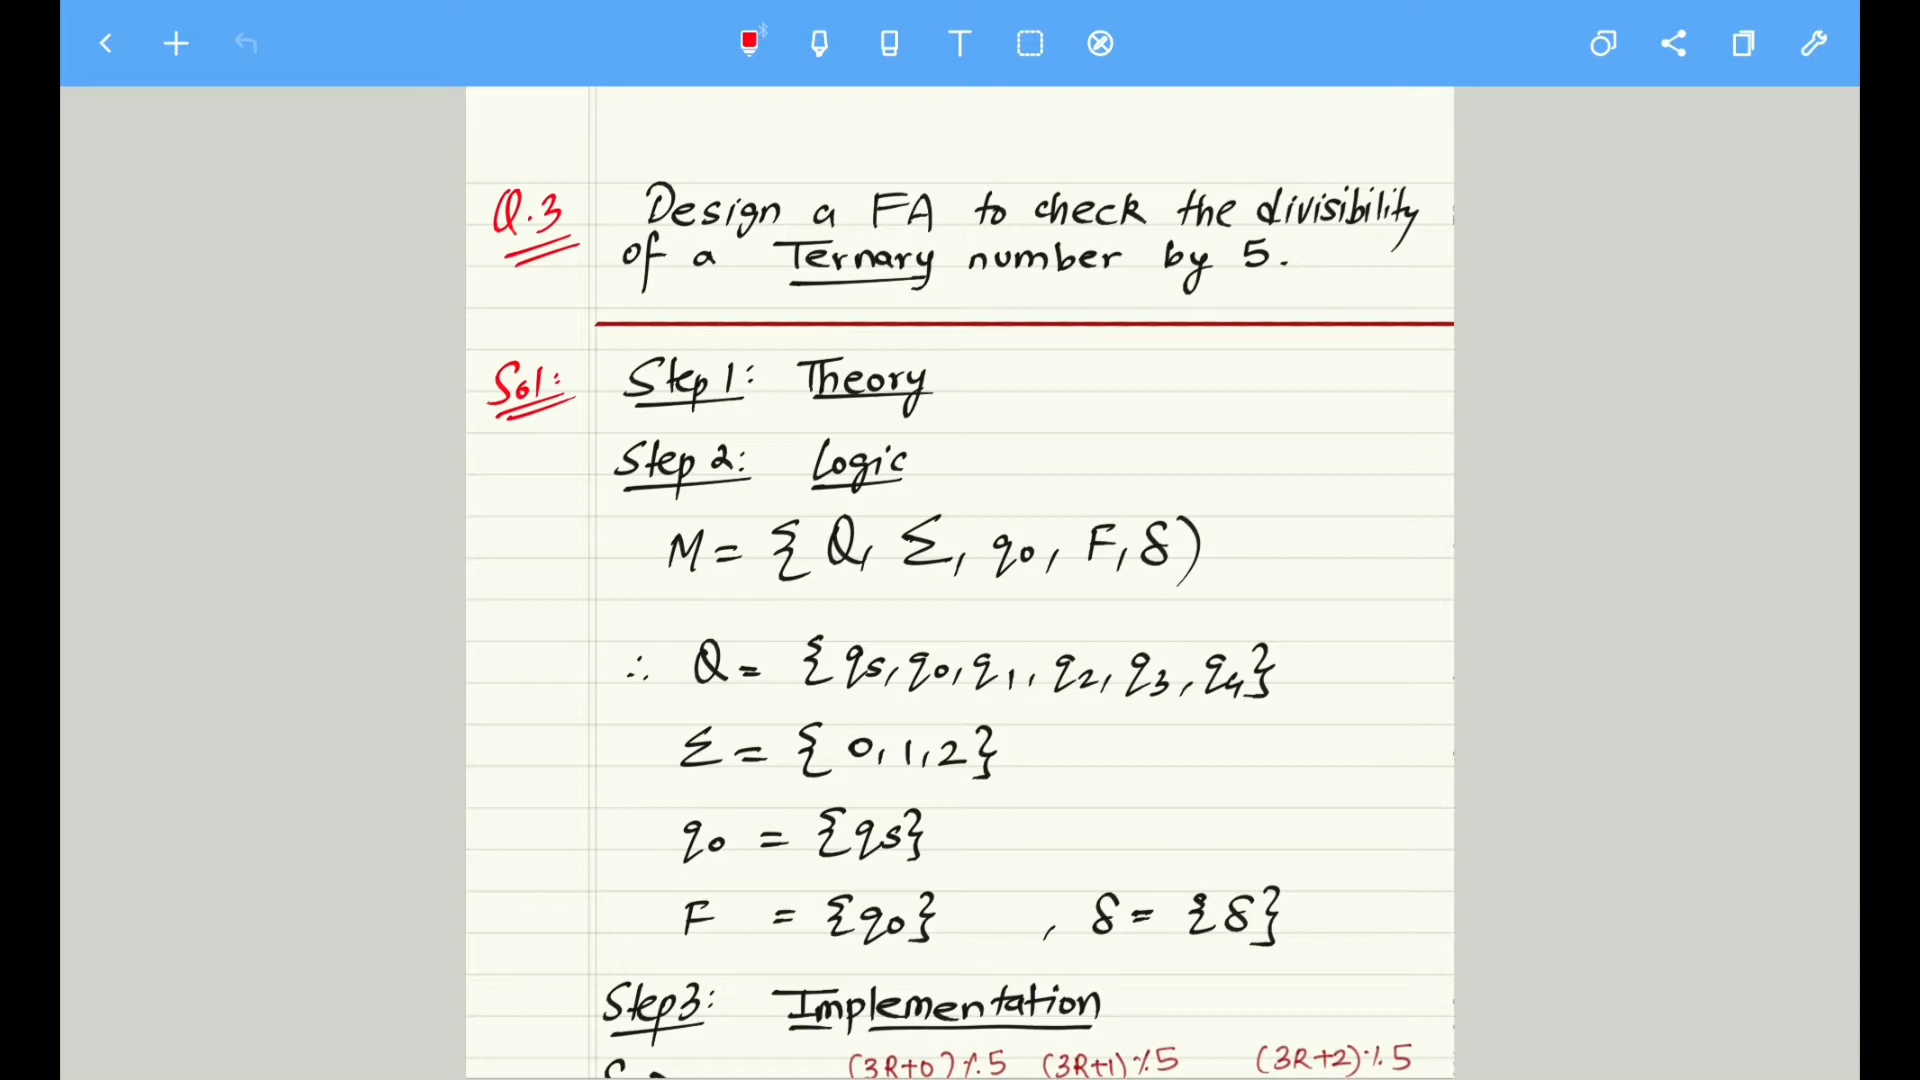 Q.3 Design a FA to check the divisibility
of a Ternary number by 5.
Sol: Step 1: Theory
Step 2: Logic
M = { Q, Σ, q0, F, δ )
∴ Q = {qs, q0, q1, q2, q3, q4}
Σ = {0,1,2}
q0 = {qs}
F = {q0} , δ = {δ}
Step3: Implementation
(3R+0)%5 (3R+1)%5 (3R+2)%5